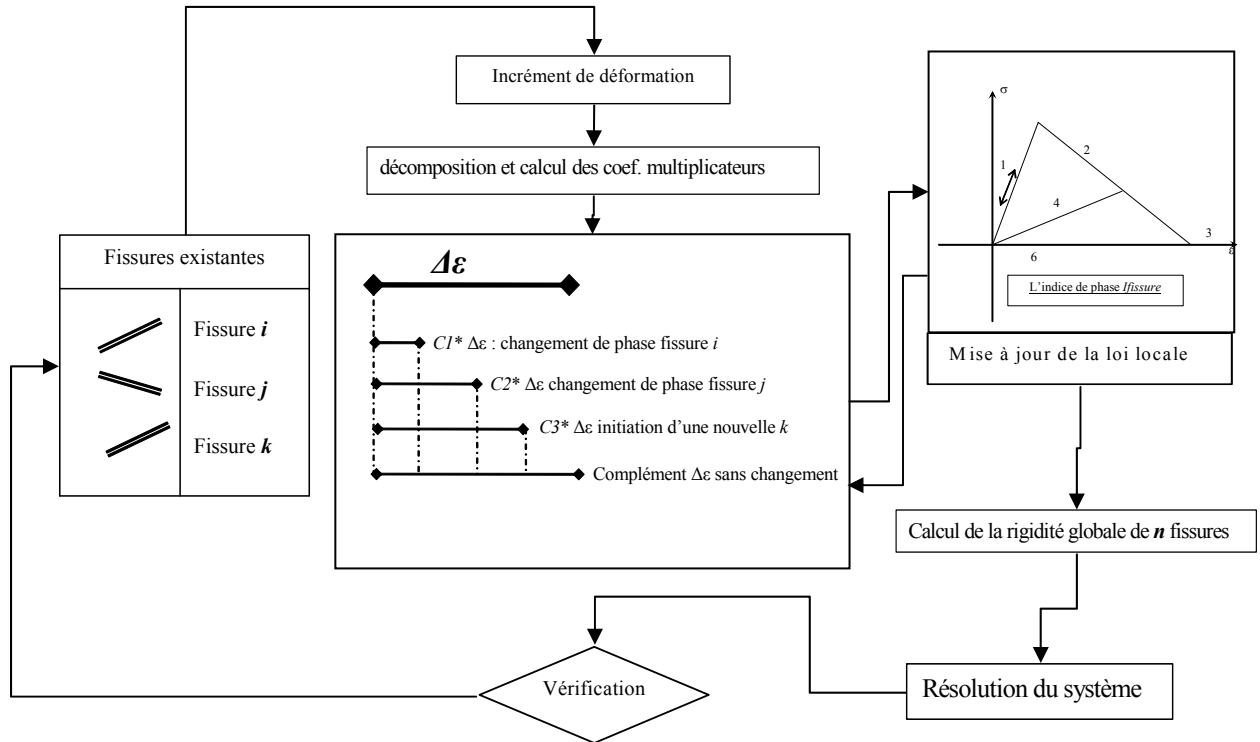 Incrément de déformation
décomposition et calcul des coef. multiplicateurs
Fissures existantes
Fissure i
Fissure j
Fissure k
Δε
C1* Δε : changement de phase fissure i
C2* Δε changement de phase fissure j
C3* Δε initiation d’une nouvelle k
Complément Δε sans changement
σ
1
2
4
3
ε
6
L’indice de phase Ifissure
Mise à jour de la loi locale
Calcul de la rigidité globale de n fissures
Résolution du système
Vérification